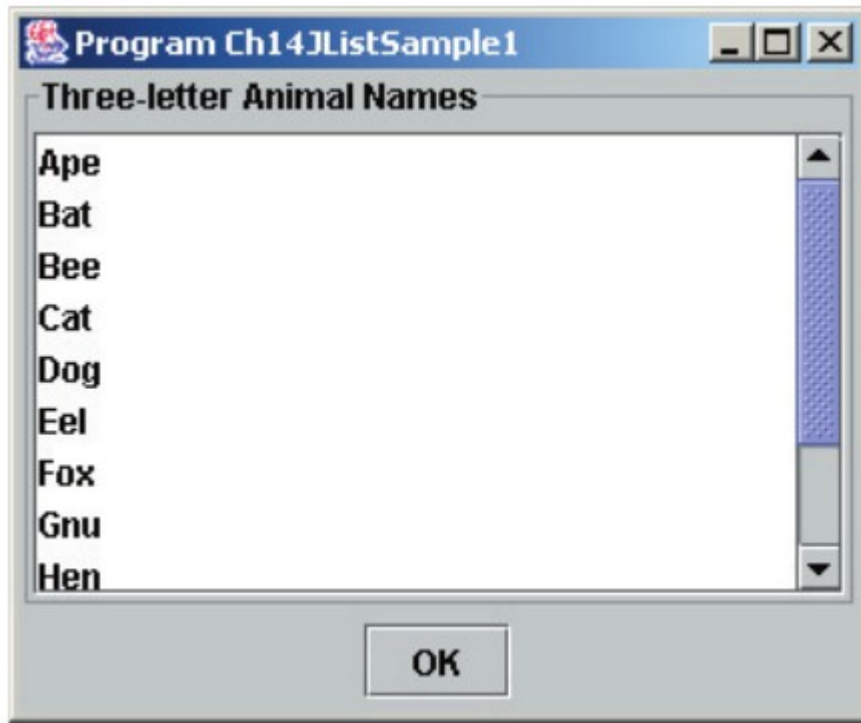 Program Ch14JListSample1
Three-letter Animal Names
Ape
Bat
Bee
Cat
Dog
Eel
Fox
Gnu
Hen
OK